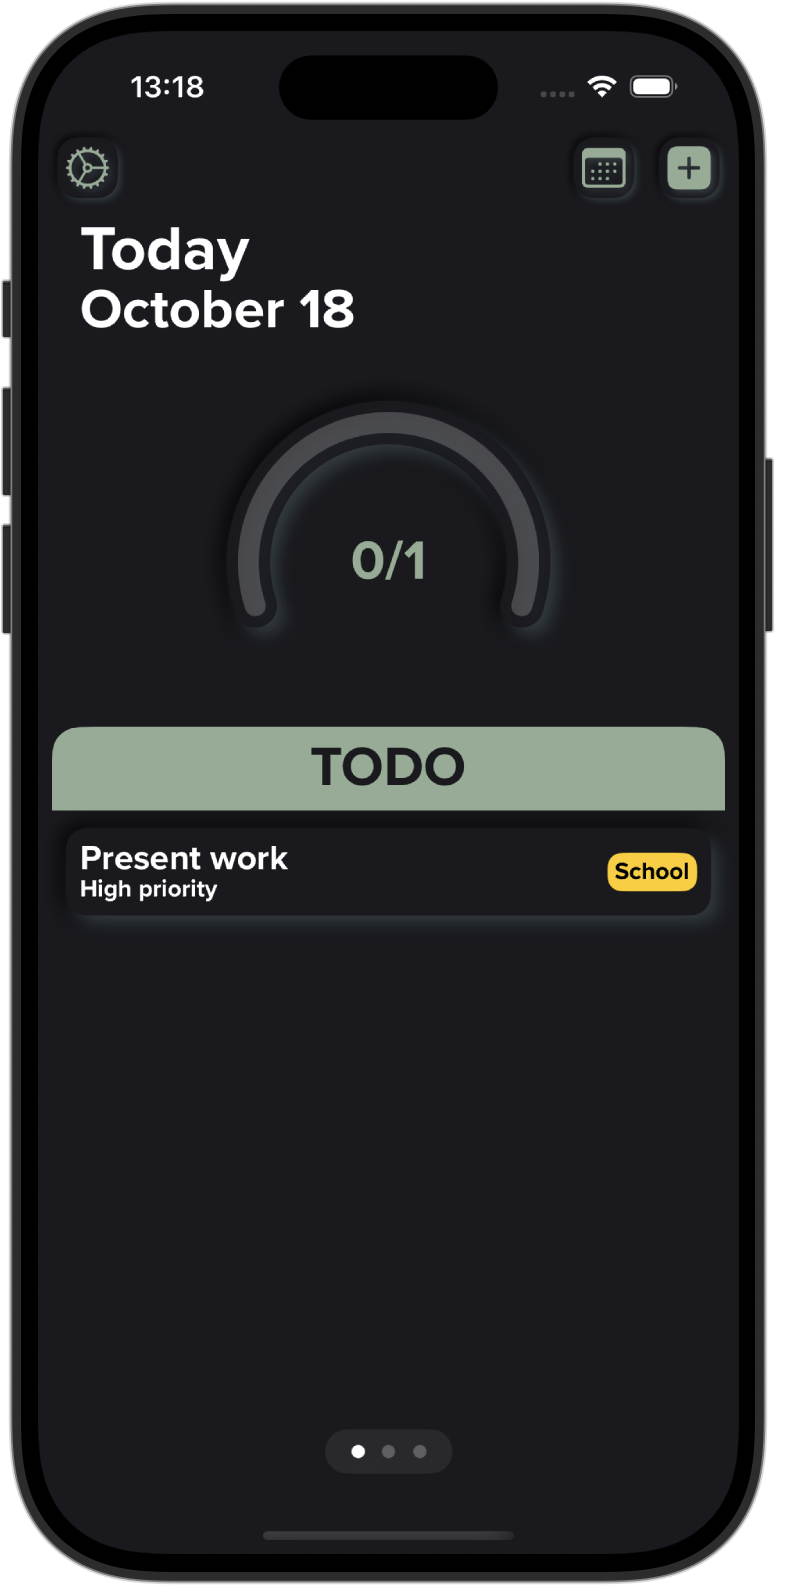 13:18
Today
October 18
0/1
TODO
Present work
High priority
School